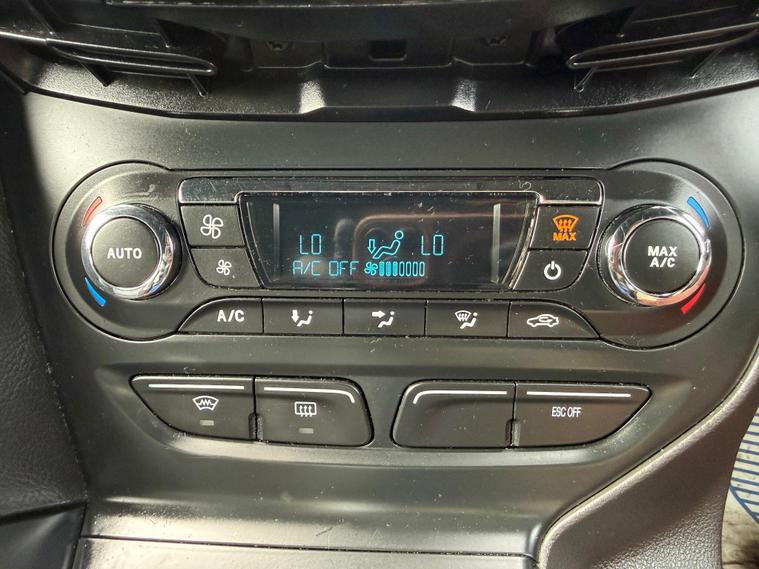 LO LO
A/C OFF
AUTO
MAX
MAX
A/C
A/C
ESC OFF